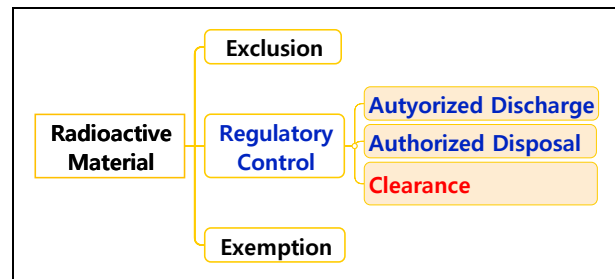 Exclusion
Radioactive
Material
Regulatory
Control
Autyorized Discharge
Authorized Disposal
Clearance
Exemption